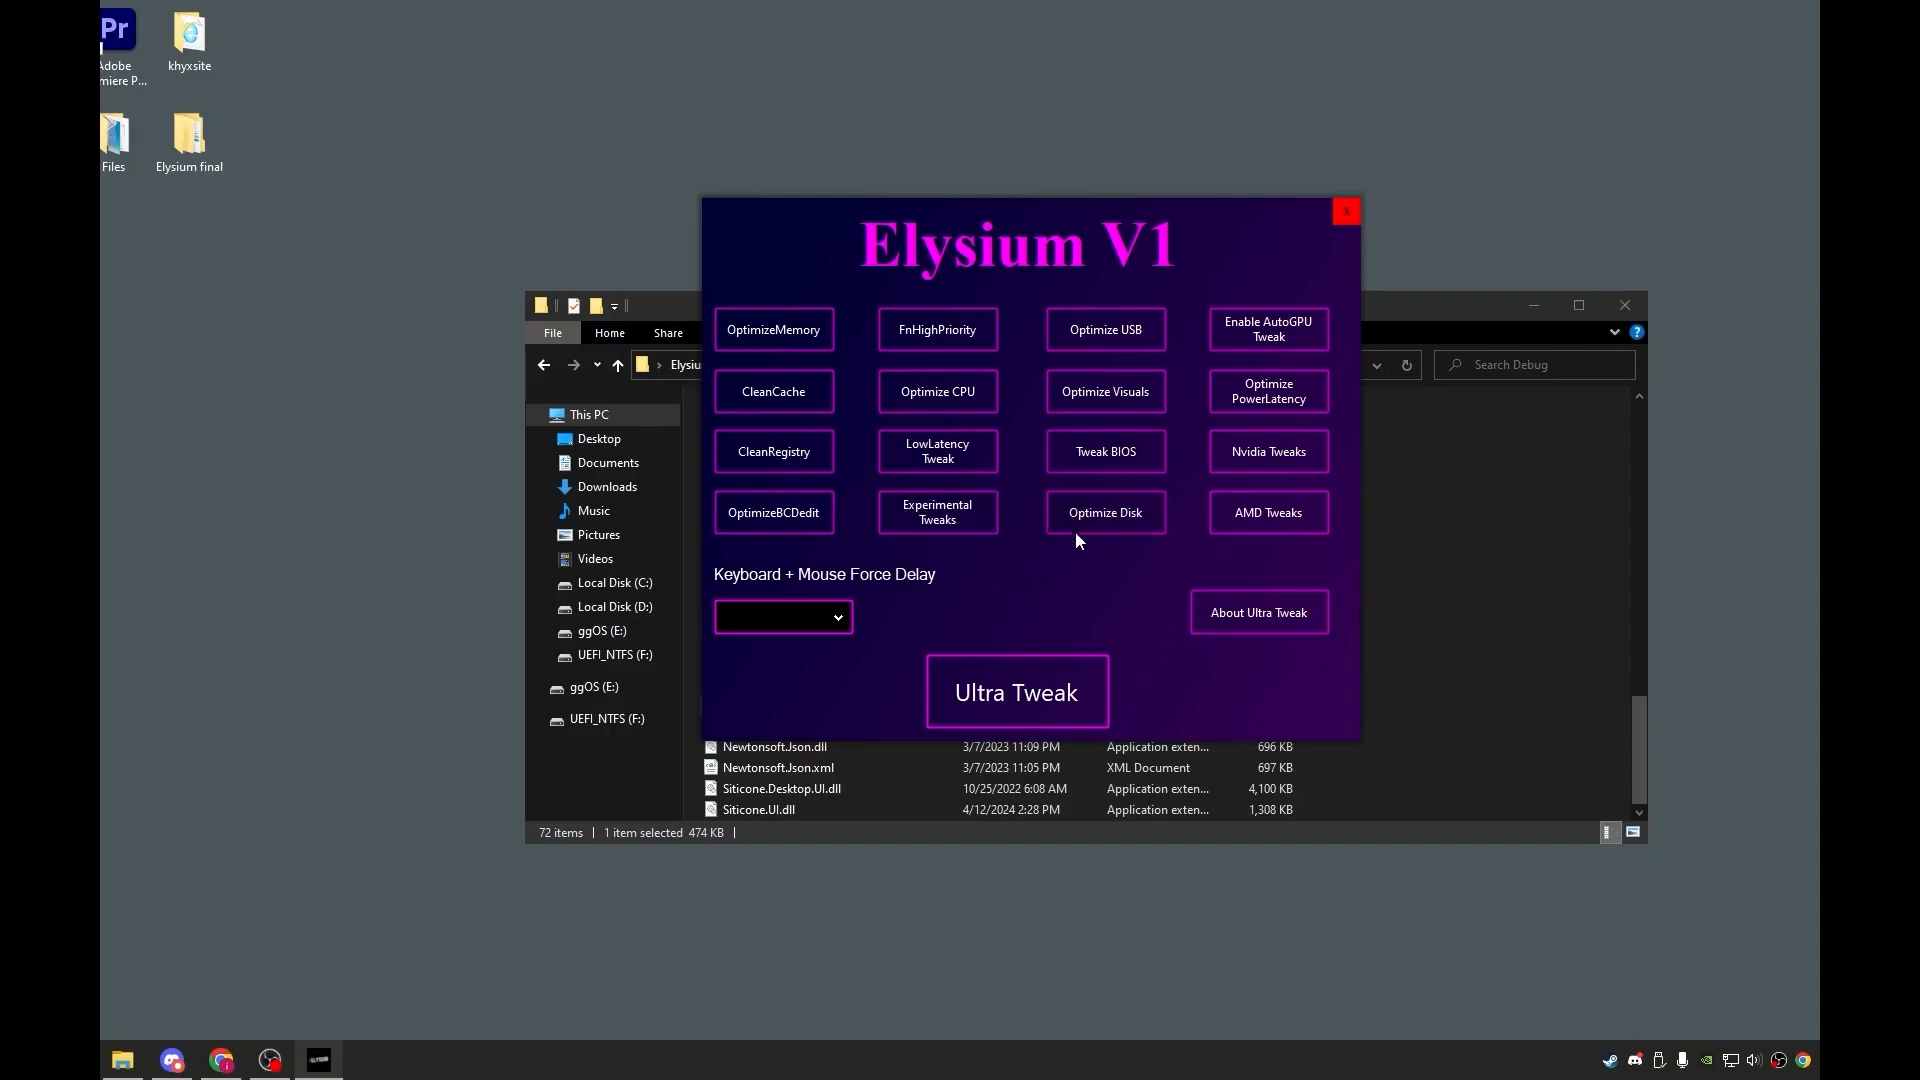 Pr
Adobe
miere P...
khyxsite
Files
Elysium final
Elysium V1
X
OptimizeMemory
FnHighPriority
Optimize USB
Enable AutoGPU
Tweak
CleanCache
Optimize CPU
Optimize Visuals
Optimize
PowerLatency
CleanRegistry
LowLatency
Tweak
Tweak BIOS
Nvidia Tweaks
OptimizeBCDedit
Experimental
Tweaks
Optimize Disk
AMD Tweaks
Keyboard + Mouse Force Delay
About Ultra Tweak
Ultra Tweak
File
Home
Share
?
Elysiu
Search Debug
This PC
Desktop
Documents
Downloads
Music
Pictures
Videos
Local Disk (C:)
Local Disk (D:)
ggOS (E:)
UEFI_NTFS (F:)
ggOS (E:)
UEFI_NTFS (F:)
Newtonsoft.Json.dll 3/7/2023 11:09 PM Application exten... 696 KB
Newtonsoft.Json.xml 3/7/2023 11:05 PM XML Document 697 KB
Siticone.Desktop.UI.dll 10/25/2022 6:08 AM Application exten... 4,100 KB
Siticone.UI.dll 4/12/2024 2:28 PM Application exten... 1,308 KB
72 items
1 item selected 474 KB
ELYSIUM